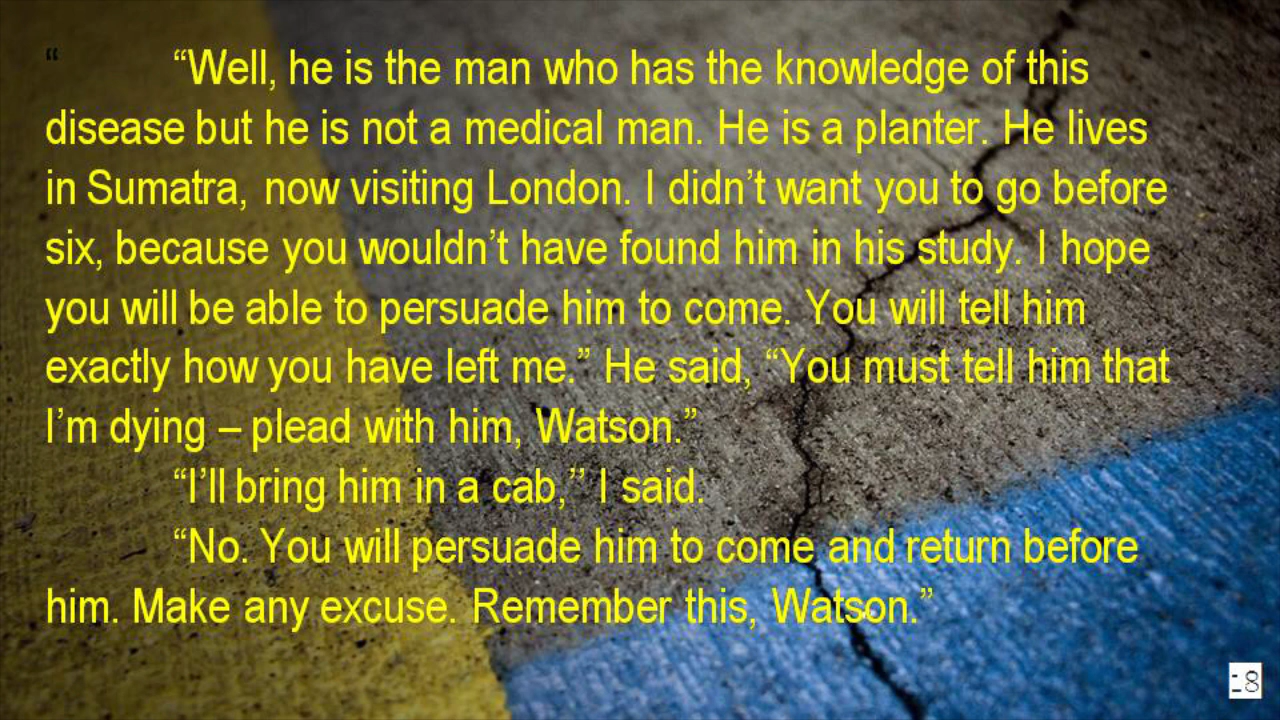 “ “Well, he is the man who has the knowledge of this
disease but he is not a medical man. He is a planter. He lives
in Sumatra, now visiting London. I didn’t want you to go before
six, because you wouldn’t have found him in his study. I hope
you will be able to persuade him to come. You will tell him
exactly how you have left me.” He said, “You must tell him that
I’m dying – plead with him, Watson.”
“I’ll bring him in a cab,’’ I said.
“No. You will persuade him to come and return before
him. Make any excuse. Remember this, Watson.”